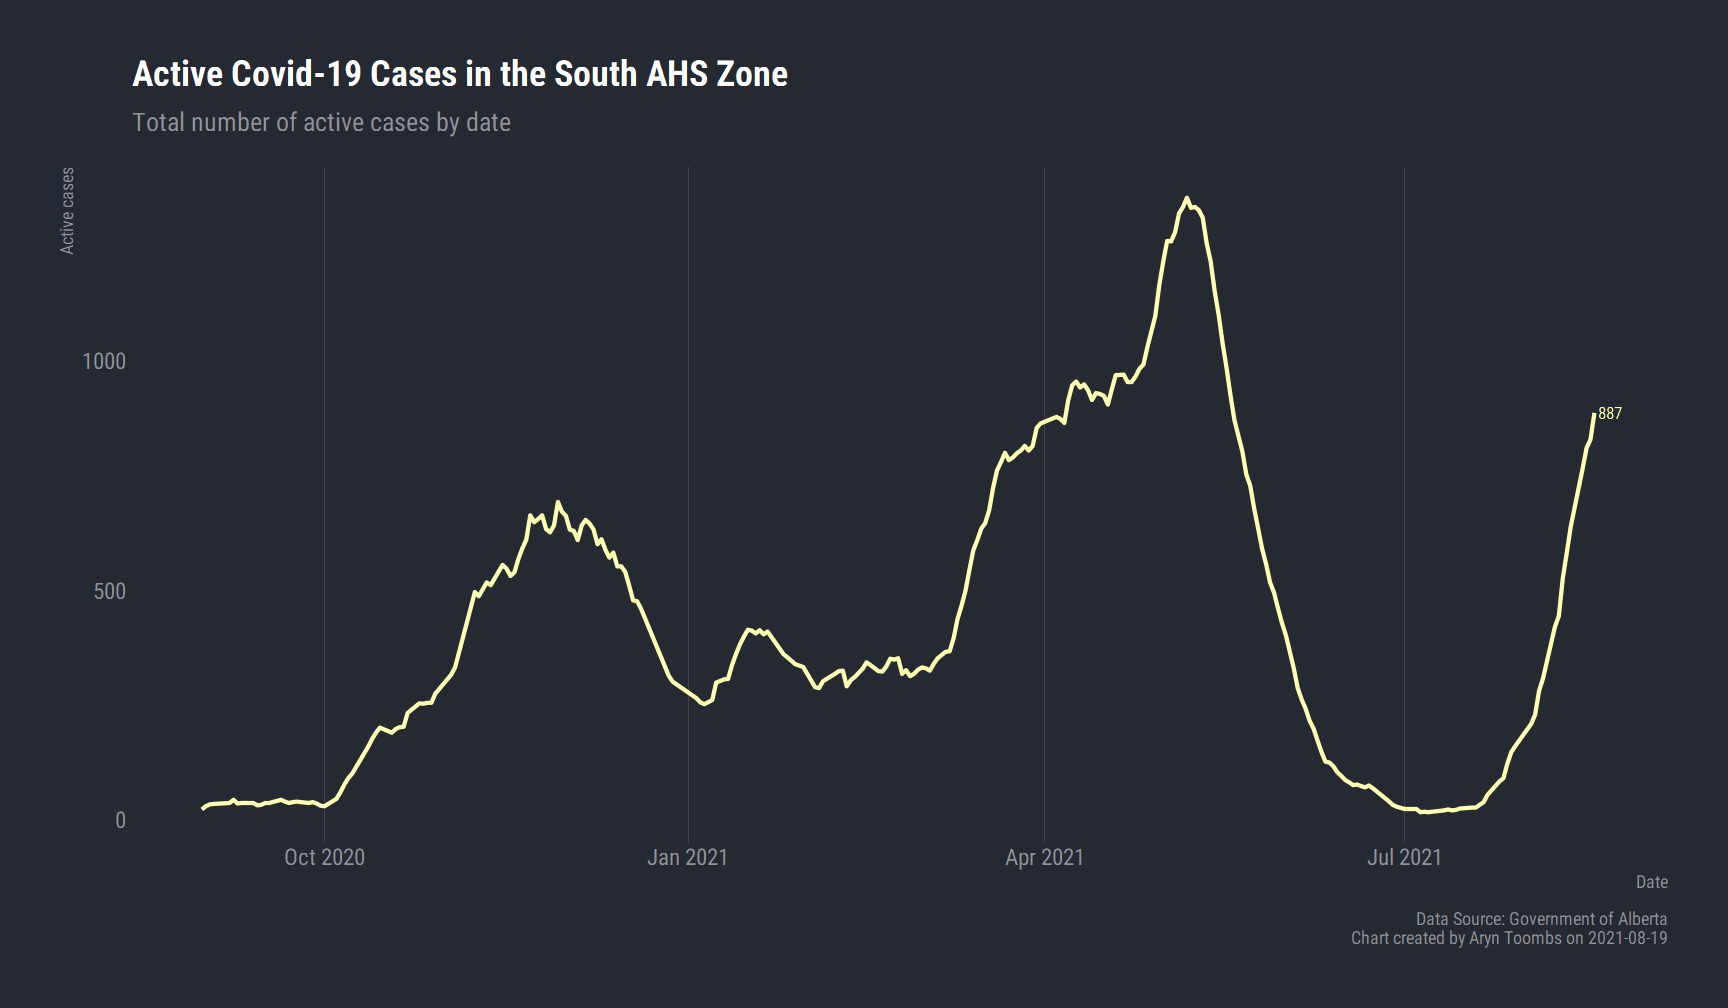 Active Covid-19 Cases in the South AHS Zone
Total number of active cases by date
Active cases
1000
887
500
0
Oct 2020
Jan 2021
Apr 2021
Jul 2021
Date
Data Source: Government of Alberta
Chart created by Aryn Toombs on 2021-08-19